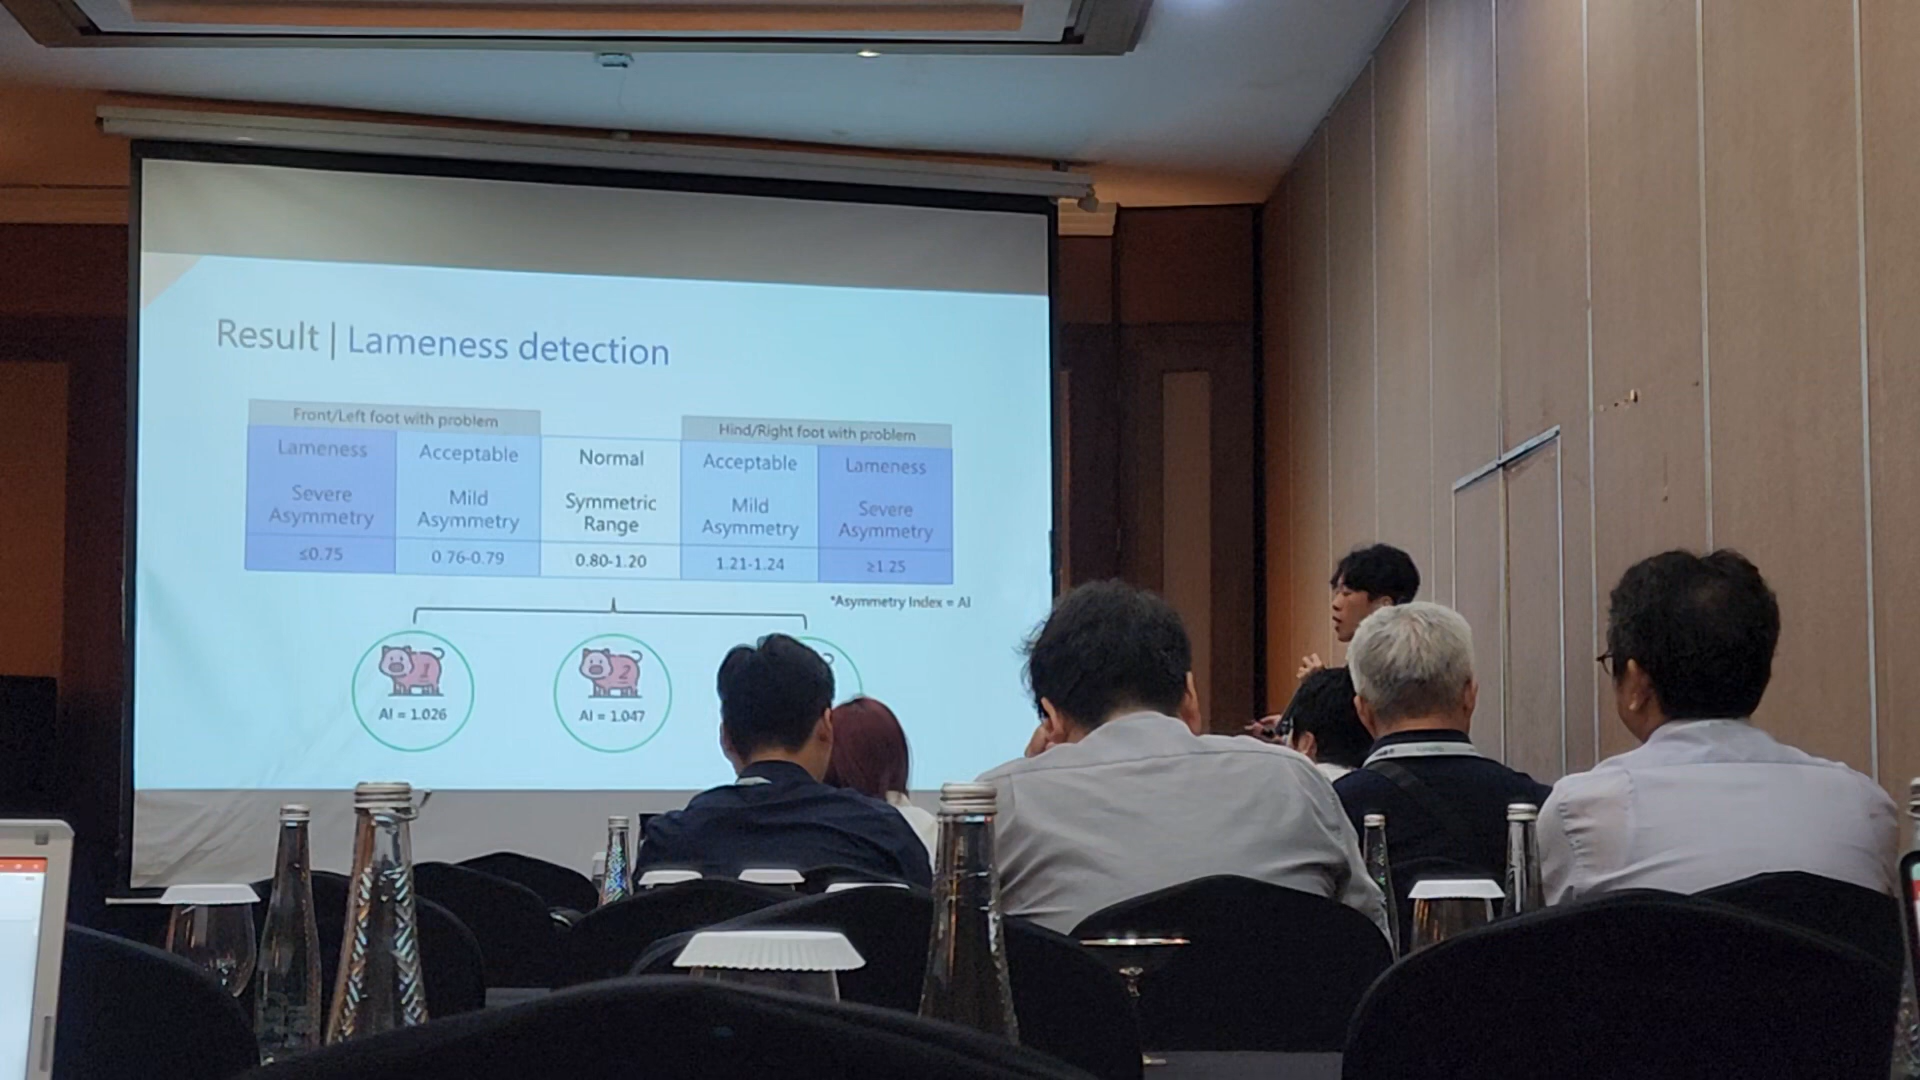 Result | Lameness detection
Front/Left foot with problem
Hind/Right foot with problem
Lameness
Acceptable
Normal
Acceptable
Lameness
Severe
Asymmetry
Mild
Asymmetry
Symmetric
Range
Mild
Asymmetry
Severe
Asymmetry
≤0.75
0.76-0.79
0.80-1.20
1.21-1.24
≥1.25
*Asymmetry Index = AI
1
2
AI = 1.026
AI = 1.047